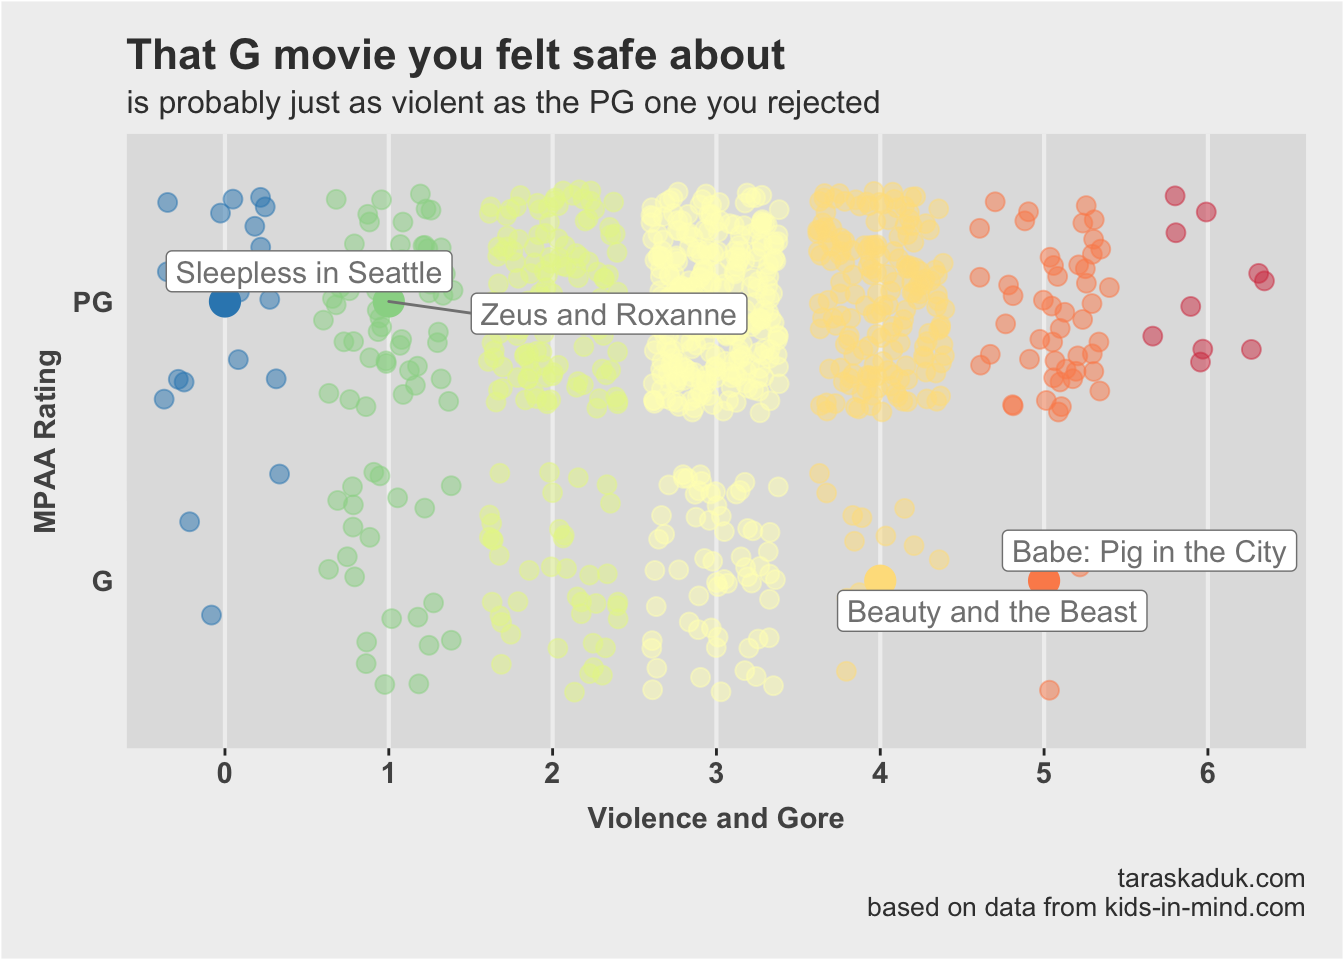 That G movie you felt safe about
is probably just as violent as the PG one you rejected
Sleepless in Seattle
PG
Zeus and Roxanne
MPAA Rating
Babe: Pig in the City
G
Beauty and the Beast
0 1 2 3 4 5 6
Violence and Gore
taraskaduk.com
based on data from kids-in-mind.com